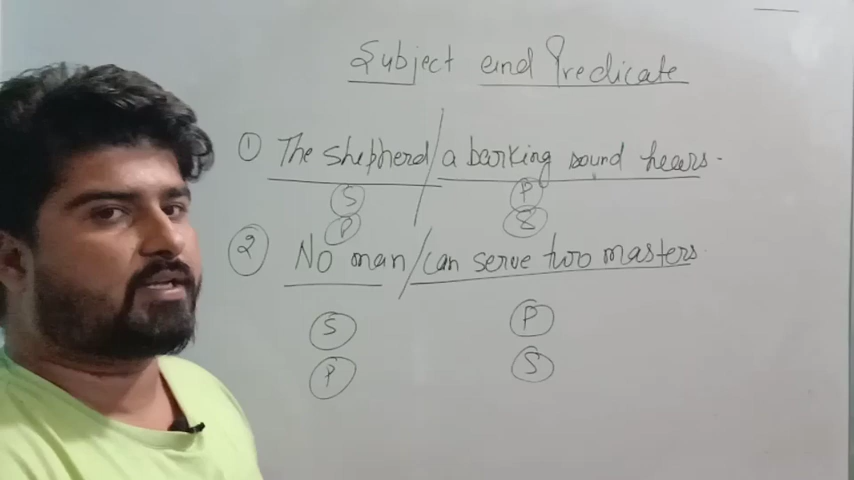 Subject and Predicate
① The shepherd/a barking sound hears.
Ⓢ Ⓟ
Ⓟ Ⓢ
② No man/can serve two masters.
Ⓢ Ⓟ
Ⓟ Ⓢ